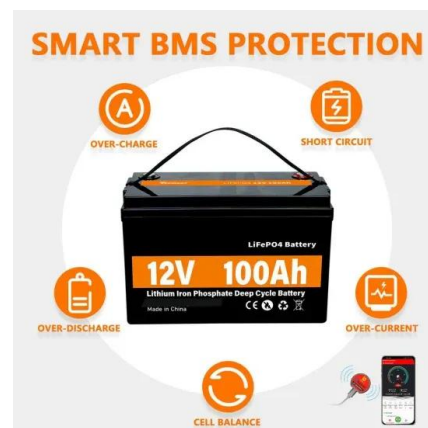 SMART BMS PROTECTION
OVER-CHARGE
SHORT CIRCUIT
LiFePO4 Battery
12V 100Ah
Lithium Iron Phosphate Deep Cycle Battery
Made in China
OVER-DISCHARGE
OVER-CURRENT
CELL BALANCE